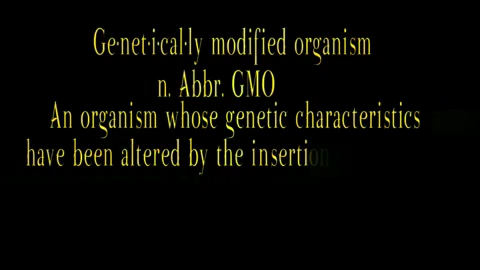 Ge·net·i·cal·ly modified organism
n. Abbr. GMO
An organism whose genetic characteristics
have been altered by the insertion